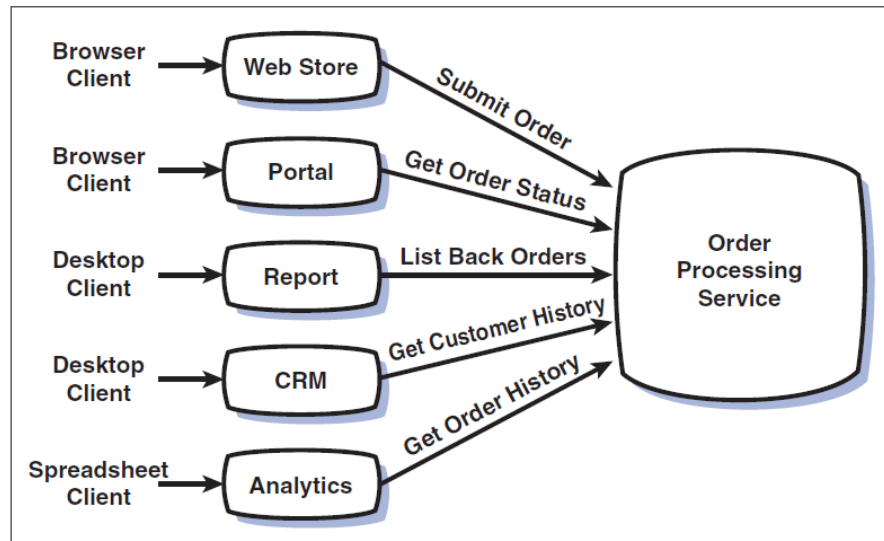 Browser
Client
Web Store
Submit Order
Browser
Client
Portal
Get Order Status
Desktop
Client
Report
List Back Orders
Order
Processing
Service
Desktop
Client
CRM
Get Customer History
Spreadsheet
Client
Analytics
Get Order History